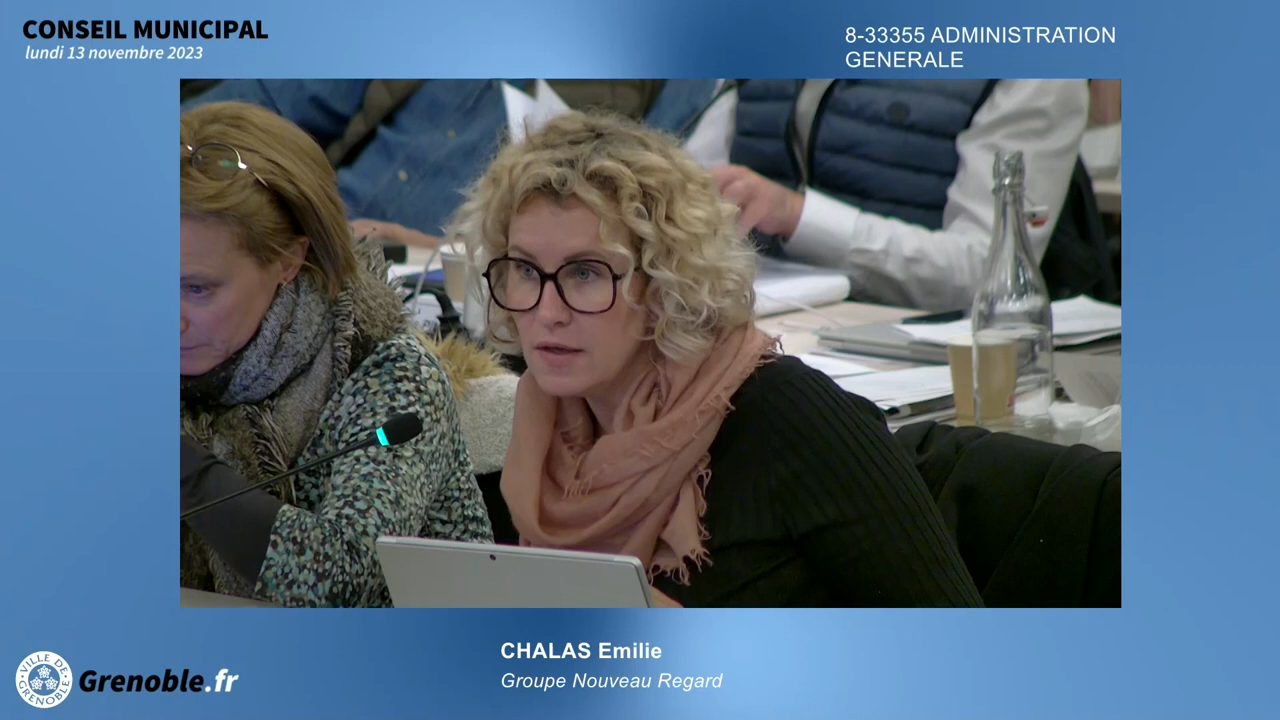 CONSEIL MUNICIPAL
lundi 13 novembre 2023
8-33355 ADMINISTRATION
GENERALE
CHALAS Emilie
Groupe Nouveau Regard
VILLE DE
GRENOBLE
Grenoble.fr